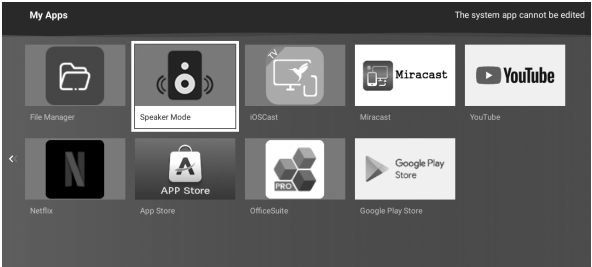 My Apps
The system app cannot be edited
TV
Miracast
YouTube
File Manager
Speaker Mode
iOSCast
Miracast
YouTube
N
A
APP Store
PRO
Google Play
Store
Netflix
App Store
OfficeSuite
Google Play Store